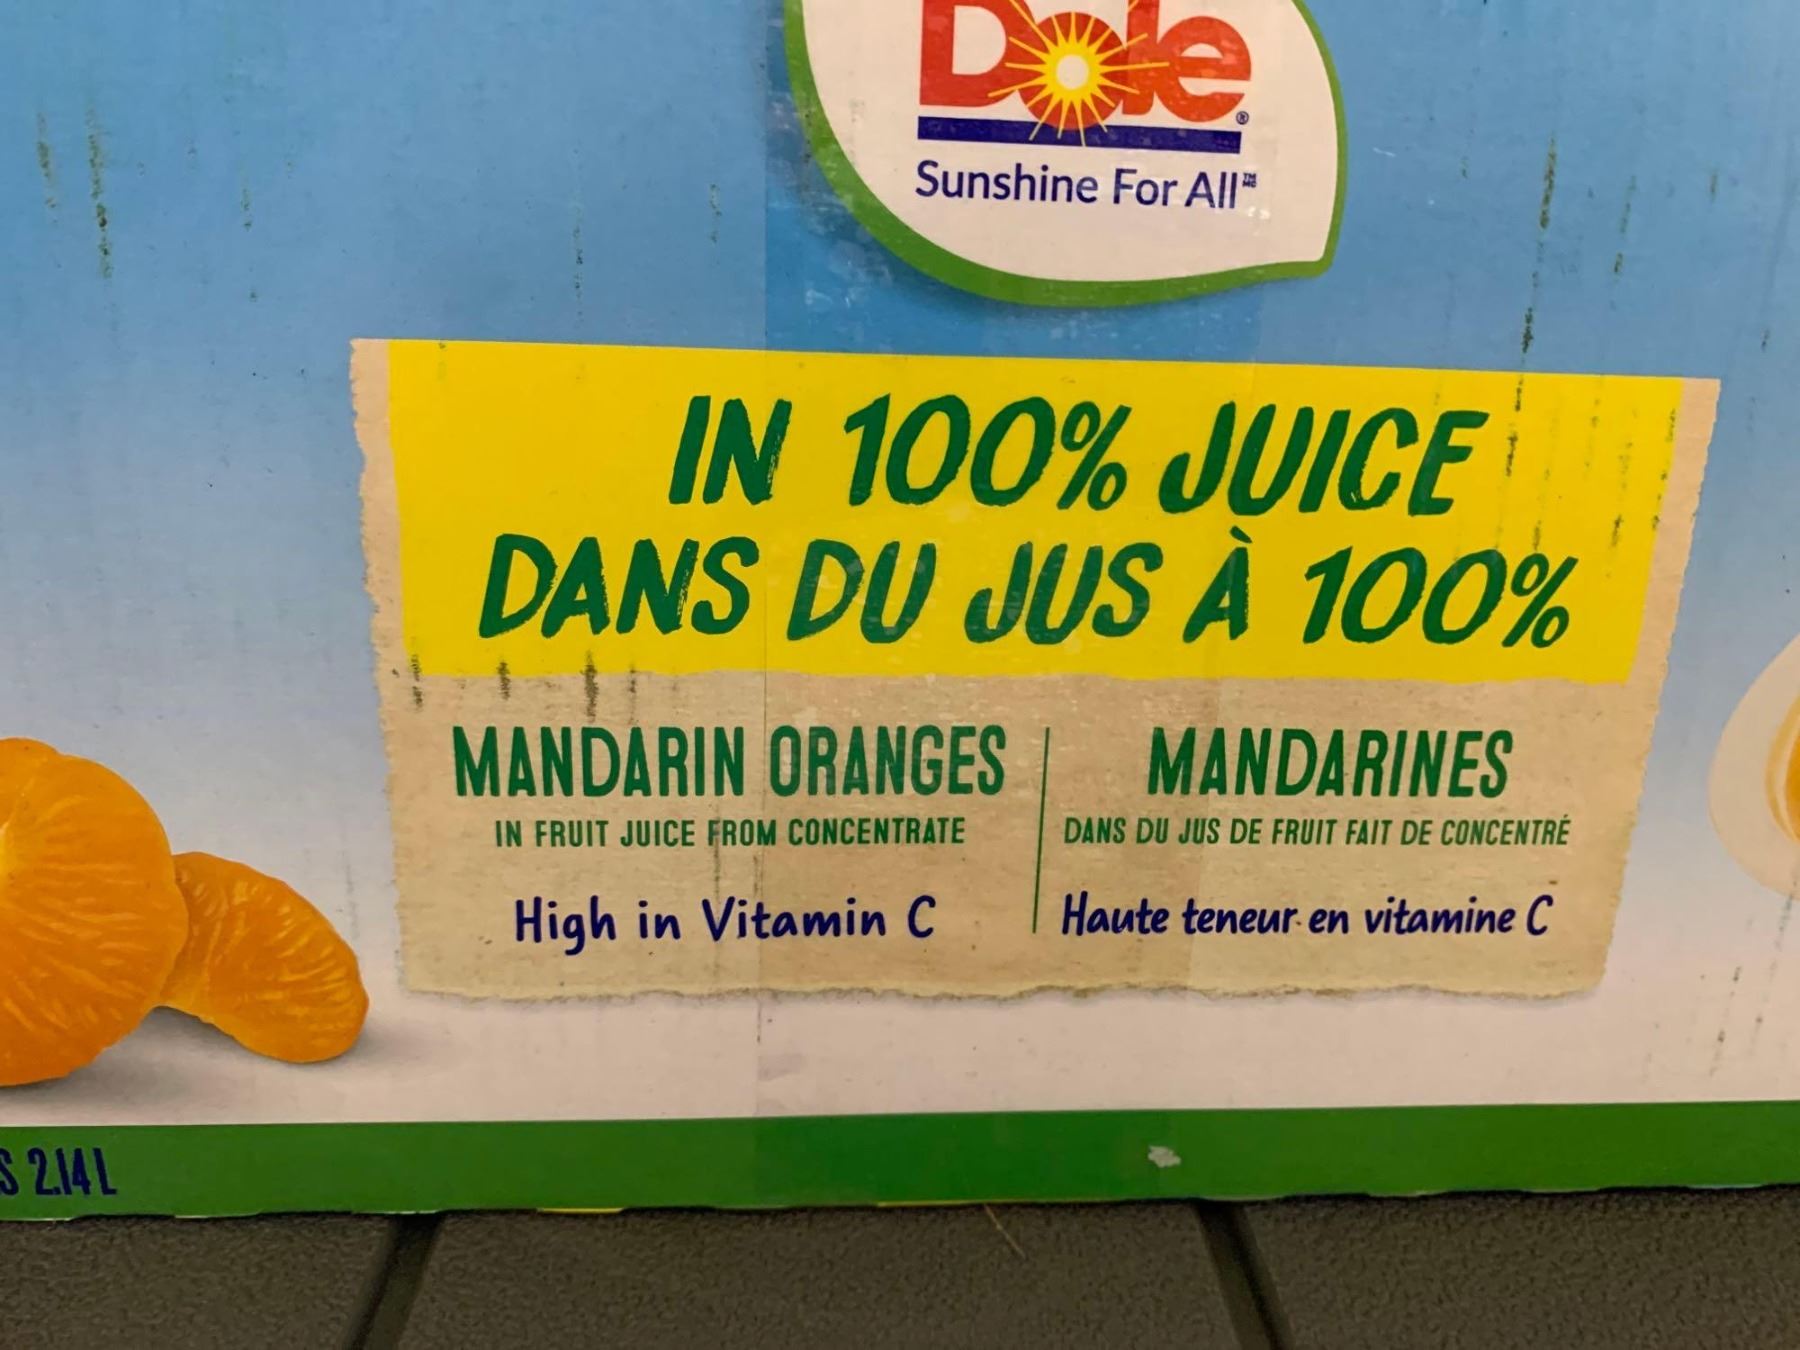 Dole®
Sunshine For All
IN 100% JUICE
DANS DU JUS À 100%
MANDARIN ORANGES
IN FRUIT JUICE FROM CONCENTRATE
High in Vitamin C
MANDARINES
DANS DU JUS DE FRUIT FAIT DE CONCENTRÉ
Haute teneur en vitamine C
2.14 L